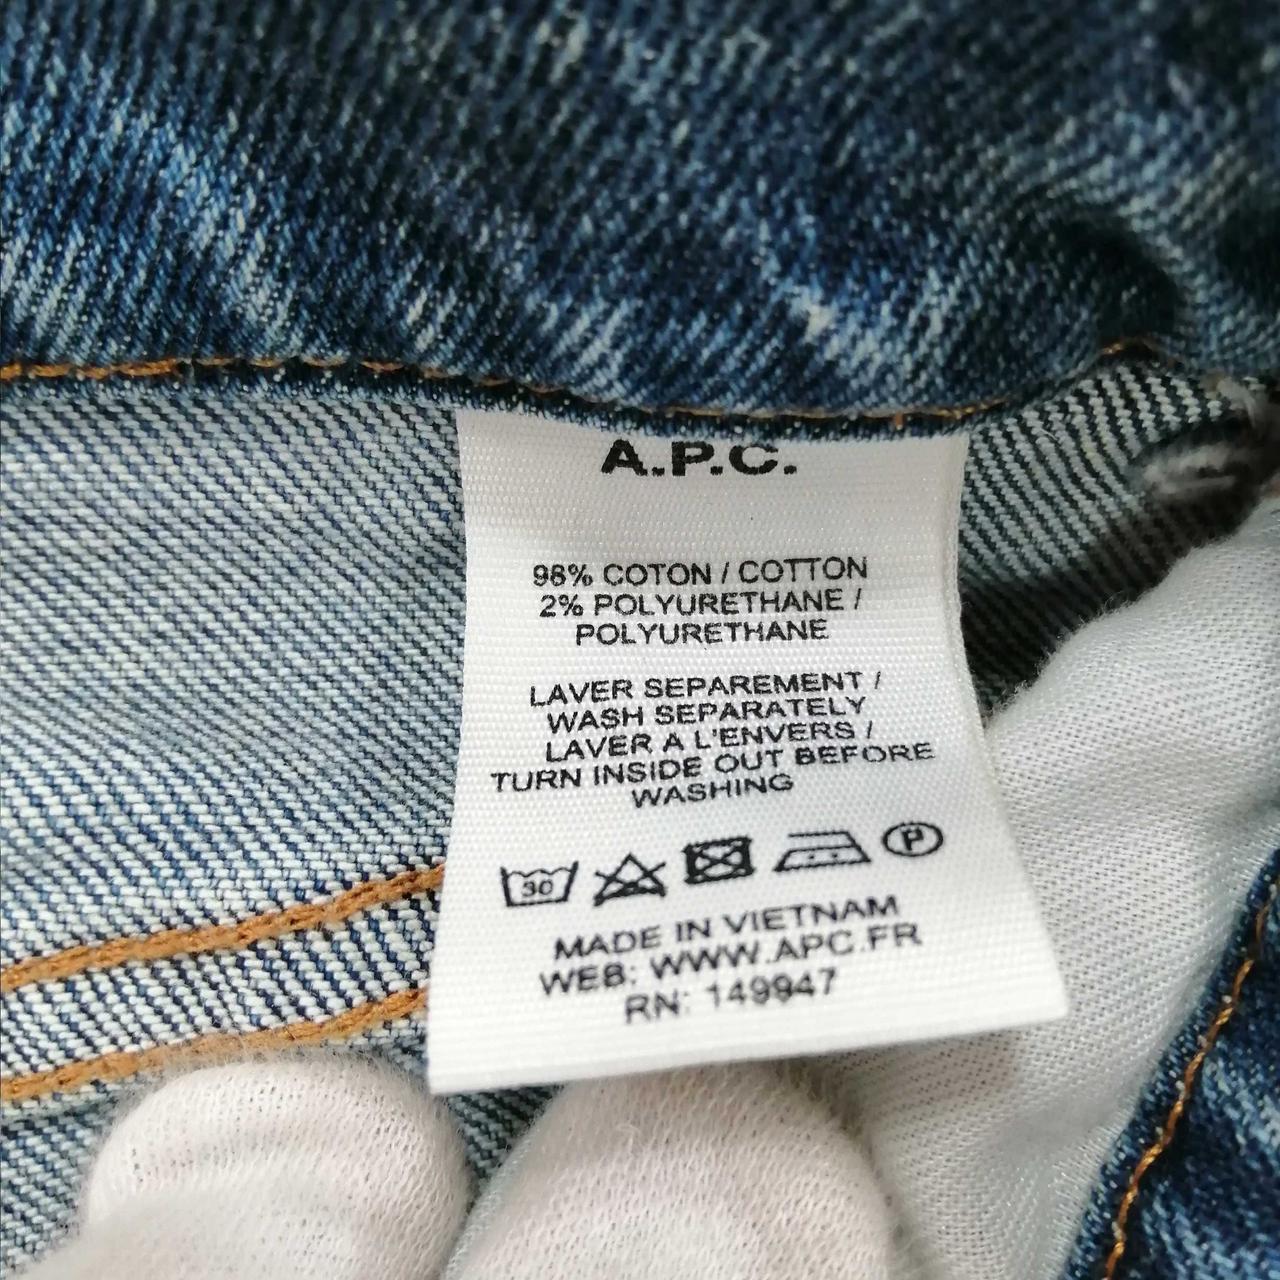 A.P.C.
98% COTON / COTTON
2% POLYURETHANE /
POLYURETHANE
LAVER SEPAREMENT /
WASH SEPARATELY
LAVER A L'ENVERS /
TURN INSIDE OUT BEFORE
WASHING
30 P
MADE IN VIETNAM
WEB: WWW.APC.FR
RN: 149947